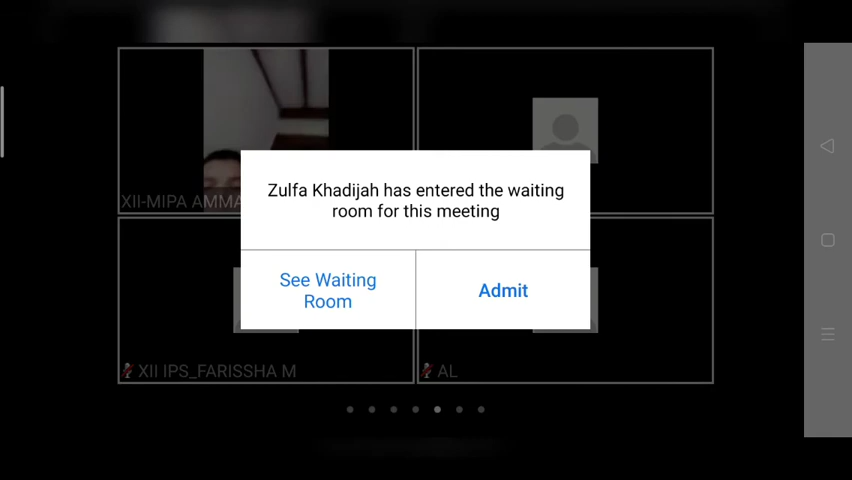 Zulfa Khadijah has entered the waiting
room for this meeting
See Waiting
Room
Admit
XII-MIPA AMMA
XII IPS_FARISSHA M
AL